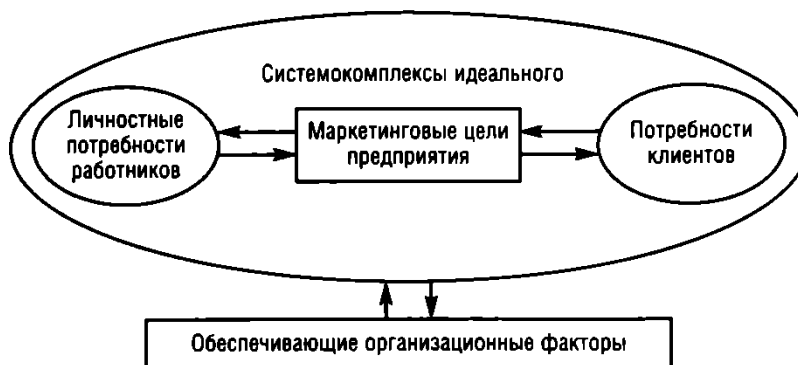 Системокомплексы идеального
Личностные
потребности
работников
Маркетинговые цели
предприятия
Потребности
клиентов
Обеспечивающие организационные факторы